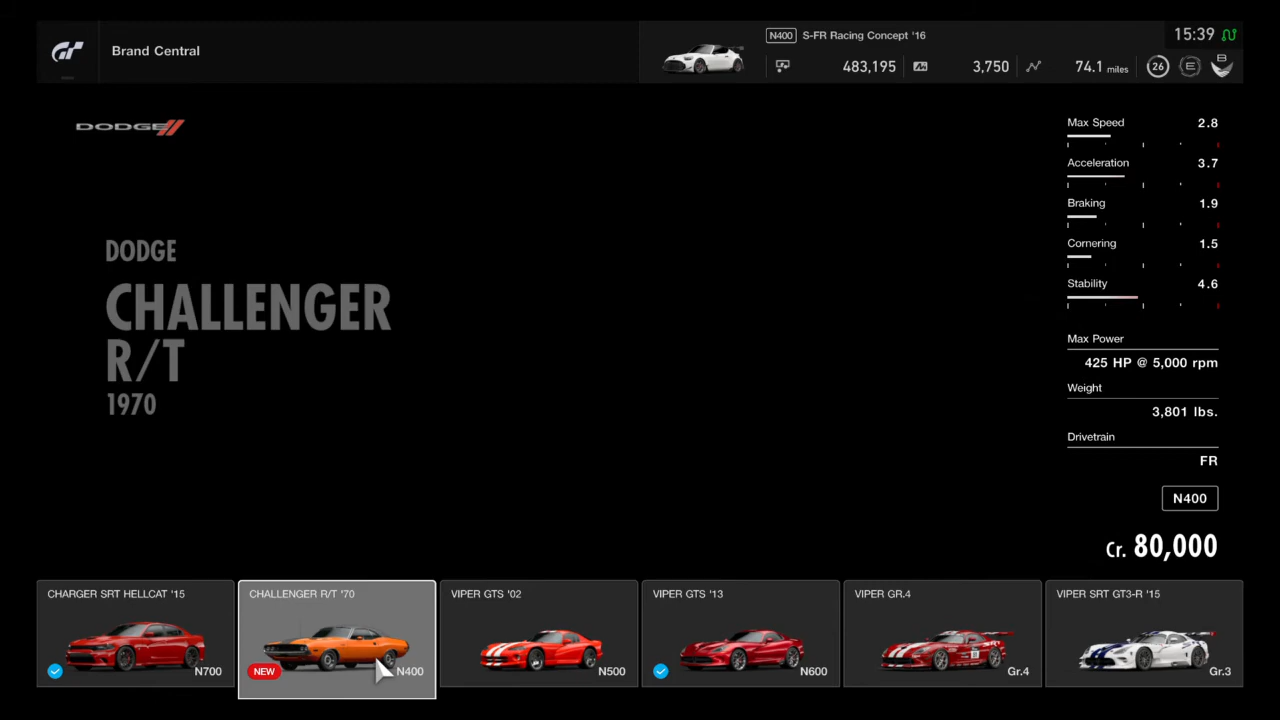 Brand Central
N400 S-FR Racing Concept '16
483,195
3,750
74.1 miles
26
E
B
15:39
DODGE
DODGE
CHALLENGER
R/T
1970
Max Speed 2.8
Acceleration 3.7
Braking 1.9
Cornering 1.5
Stability 4.6
Max Power
425 HP @ 5,000 rpm
Weight
3,801 lbs.
Drivetrain
FR
N400
Cr. 80,000
CHARGER SRT HELLCAT '15
N700
CHALLENGER R/T '70
NEW
N400
VIPER GTS '02
N500
VIPER GTS '13
N600
VIPER GR.4
Gr.4
VIPER SRT GT3-R '15
Gr.3